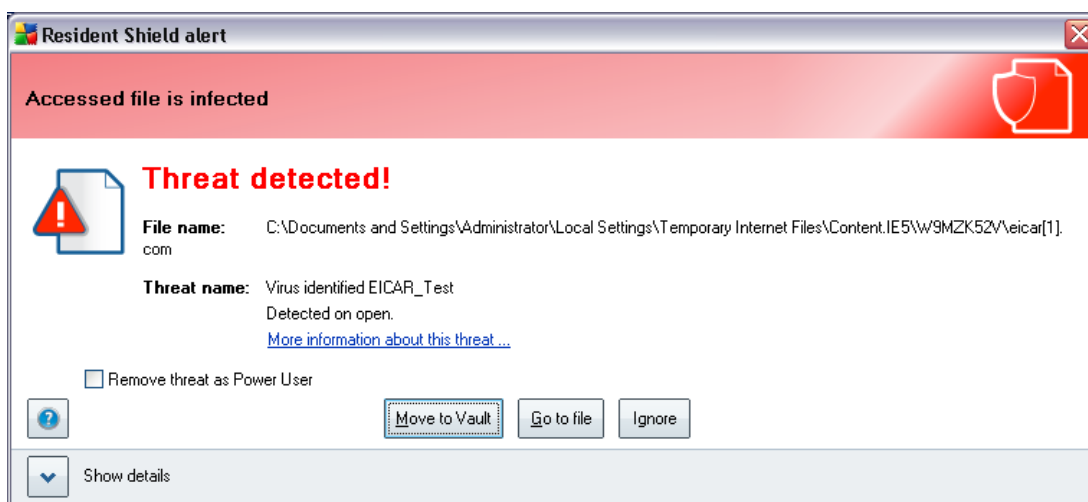 Resident Shield alert
Accessed file is infected
Threat detected!
File name: C:\Documents and Settings\Administrator\Local Settings\Temporary Internet Files\Content.IE5\W9MZK52V\eicar[1].
com
Threat name: Virus identified EICAR_Test
Detected on open.
More information about this threat ...
Remove threat as Power User
Move to Vault Go to file Ignore
Show details